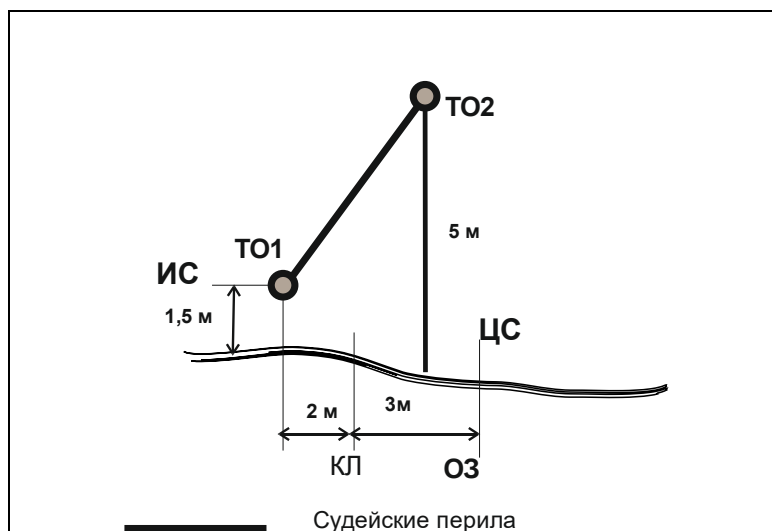 ТО2
5 м
ТО1
ИС
1,5 м
ЦС
2 м
3м
КЛ
ОЗ
Судейские перила